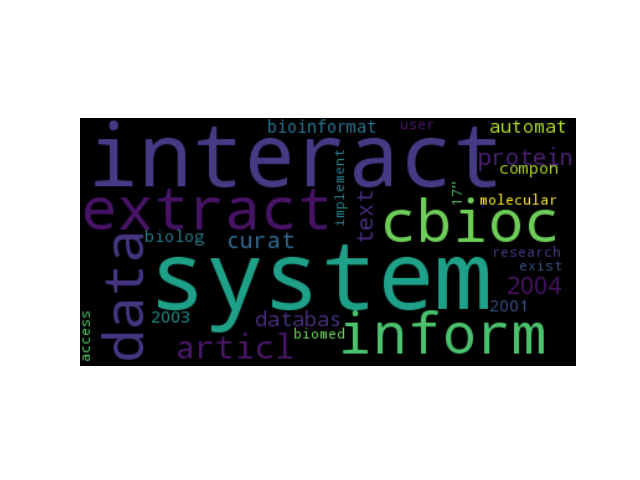 bioinformat
user
automat
interact
protein
compon
implement
extract
text
17"
molecular
cbioc
biolog
curat
data
system
research
exist
2004
2001
2003
databas
inform
biomed
access
articl